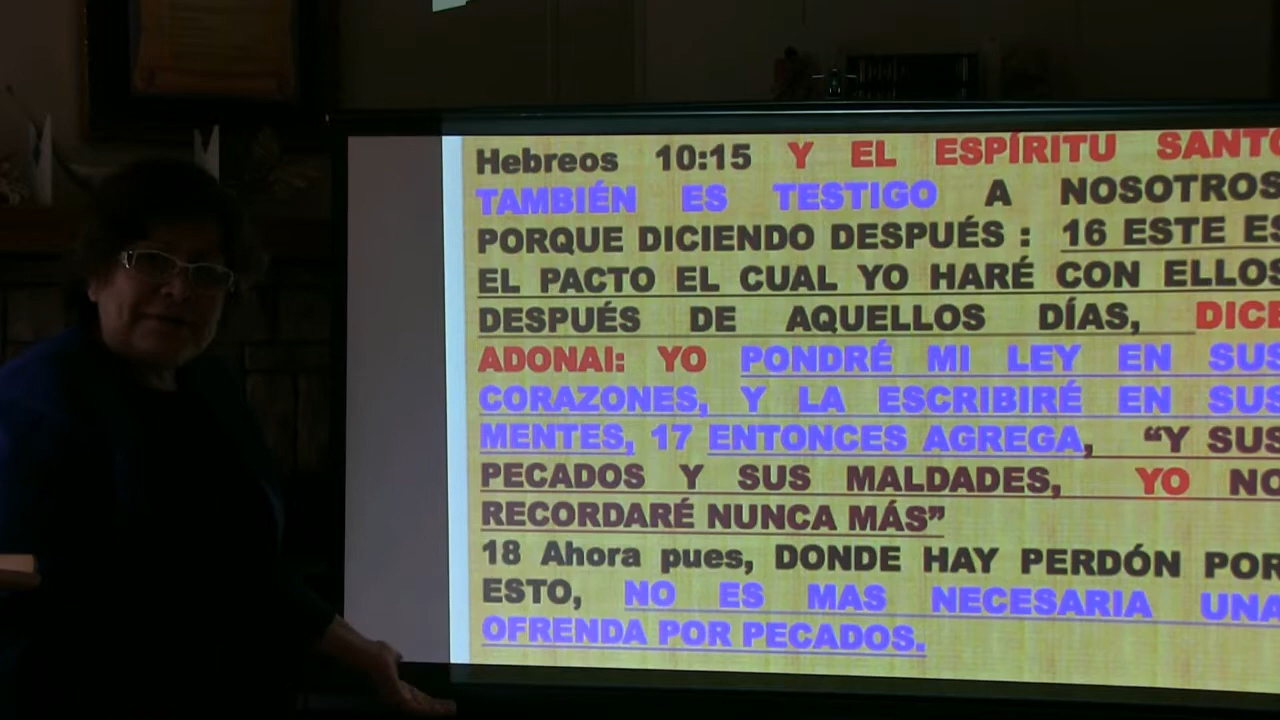 Hebreos 10:15 Y EL ESPÍRITU SANTO
TAMBIÉN ES TESTIGO A NOSOTROS
PORQUE DICIENDO DESPUÉS : 16 ESTE ES
EL PACTO EL CUAL YO HARÉ CON ELLOS
DESPUÉS DE AQUELLOS DÍAS, DICE
ADONAI: YO PONDRÉ MI LEY EN SUS
CORAZONES, Y LA ESCRIBIRÉ EN SUS
MENTES, 17 ENTONCES AGREGA, “Y SUS
PECADOS Y SUS MALDADES, YO NO
RECORDARÉ NUNCA MÁS”
18 Ahora pues, DONDE HAY PERDÓN POR
ESTO, NO ES MAS NECESARIA UNA
OFRENDA POR PECADOS.